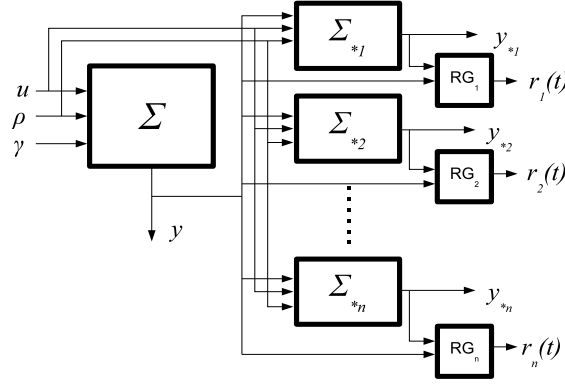 Σ*1 y*1
u RG1 r1(t)
ρ Σ
γ Σ*2 y*2
RG2 r2(t)
y
Σ*n y*n
RGn rn(t)